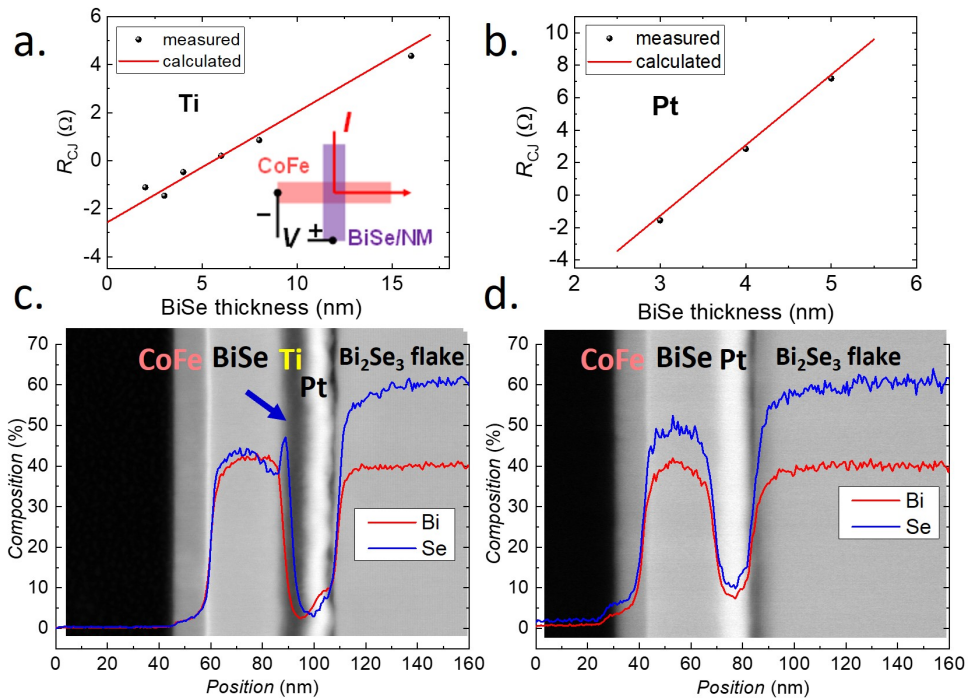 a.
6
4
2
0
-2
-4
R_CJ (Ω)
measured
calculated
Ti
I
CoFe
− V ±
BiSe/NM
0 5 10 15
BiSe thickness (nm)
b.
10
8
6
4
2
0
-2
-4
R_CJ (Ω)
measured
calculated
Pt
2 3 4 5 6
BiSe thickness (nm)
c.
70
60
50
40
30
20
10
0
Composition (%)
CoFe BiSe Ti Bi₂Se₃ flake
Pt
Bi
Se
0 20 40 60 80 100 120 140 160
Position (nm)
d.
70
60
50
40
30
20
10
0
Composition (%)
CoFe BiSe Pt Bi₂Se₃ flake
Bi
Se
0 20 40 60 80 100 120 140 160
Position (nm)